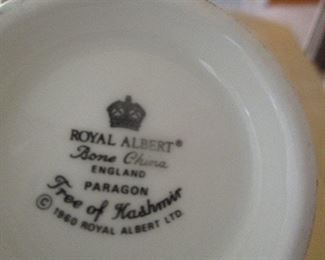 ROYAL ALBERT®
Bone China
ENGLAND
PARAGON
Tree of Kashmir
© 1960 ROYAL ALBERT LTD